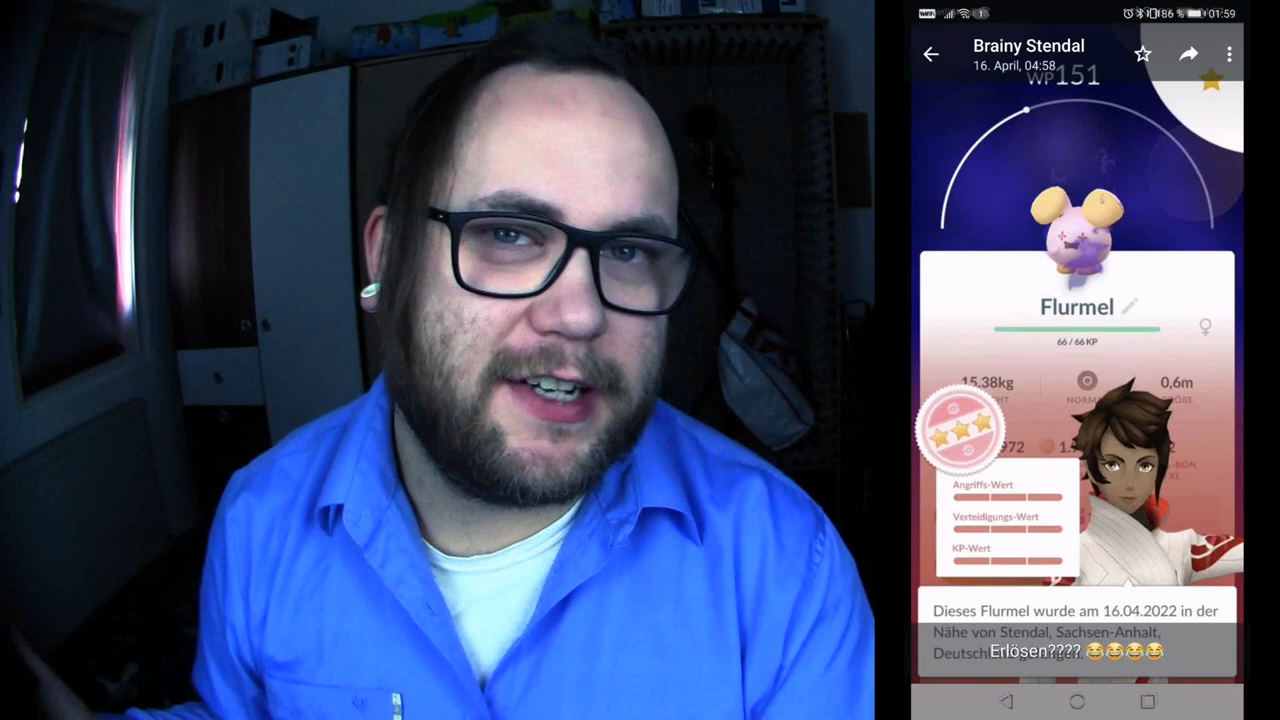 86 % 01:59
Brainy Stendal
16. April, 04:58
WP151
Flurmel
66 / 66 KP
15,38kg
0,6m
Angriffs-Wert
Verteidigungs-Wert
KP-Wert
Dieses Flurmel wurde am 16.04.2022 in der
Nähe von Stendal, Sachsen-Anhalt,
Erlösen???? 😂😂😂😂